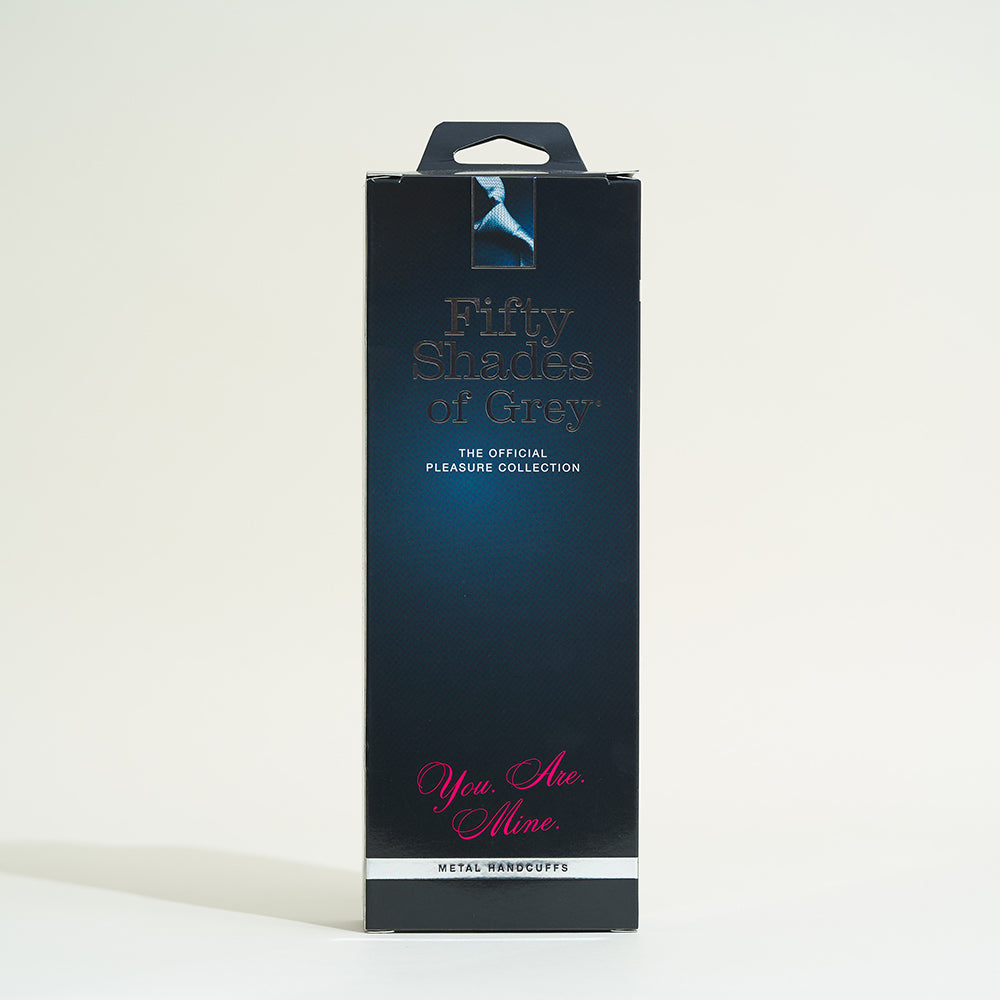 Fifty
Shades
of Grey
THE OFFICIAL
PLEASURE COLLECTION
You. Are.
Mine.
METAL HANDCUFFS